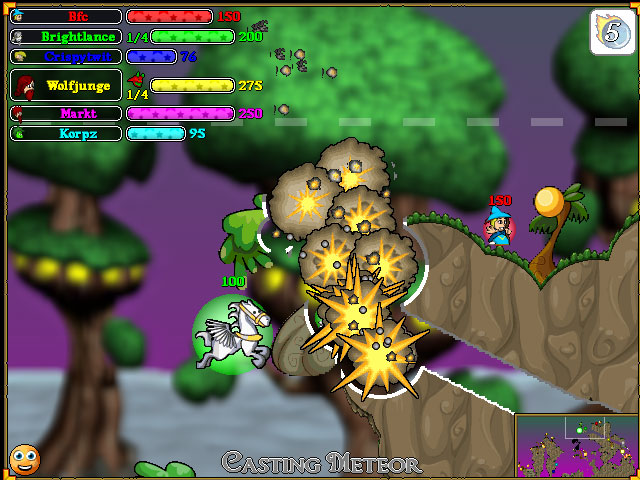 Bfc 150
Brightlance 1/4 200
Crispytwit 76
Wolfjunge 1/4 275
Markt 250
Korpz 95
5
150
100
Casting Meteor